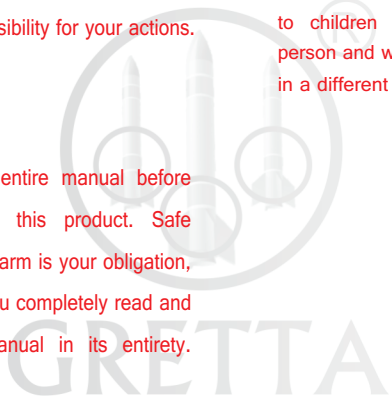 sibility for your actions.
entire manual before
this product. Safe
arm is your obligation,
u completely read and
anual in its entirety.
to children
person and w
in a different
®
GRETTA